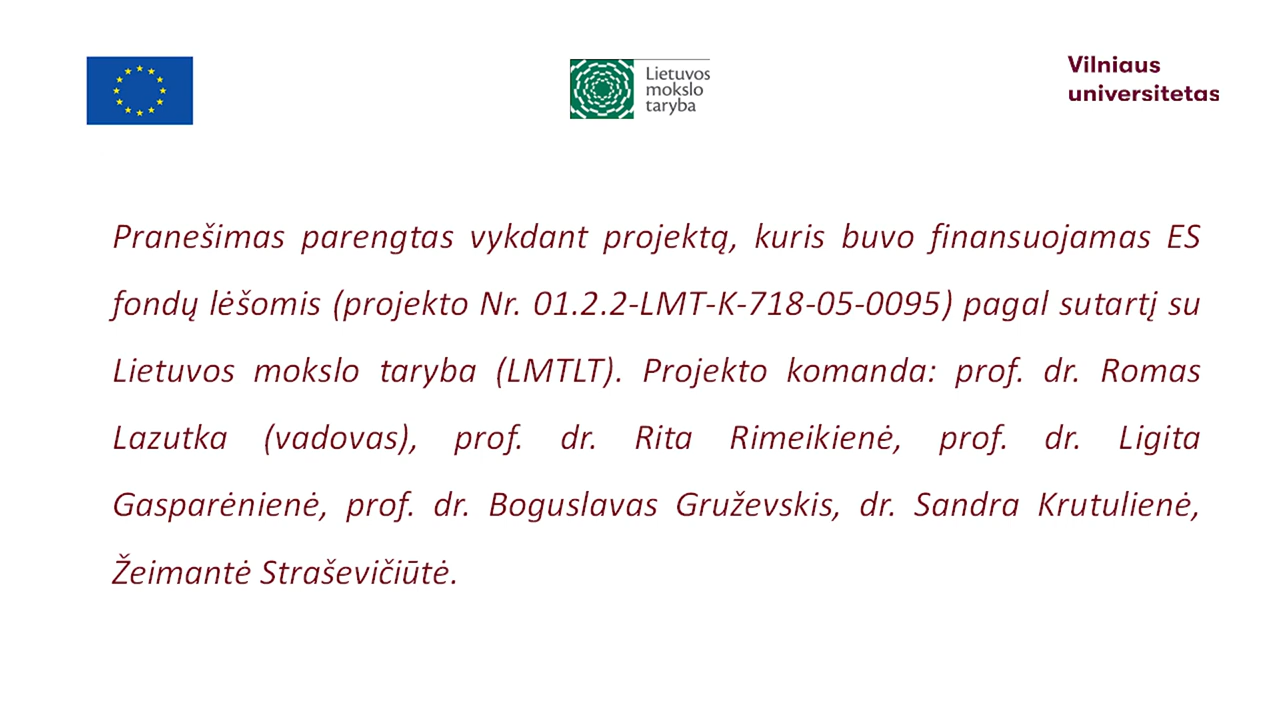 Lietuvos
mokslo
taryba
Vilniaus
universitetas
Pranešimas parengtas vykdant projektą, kuris buvo finansuojamas ES
fondų lėšomis (projekto Nr. 01.2.2-LMT-K-718-05-0095) pagal sutartį su
Lietuvos mokslo taryba (LMTLT). Projekto komanda: prof. dr. Romas
Lazutka (vadovas), prof. dr. Rita Rimeikienė, prof. dr. Ligita
Gasparėnienė, prof. dr. Boguslavas Gruževskis, dr. Sandra Krutulienė,
Žeimantė Straševičiūtė.